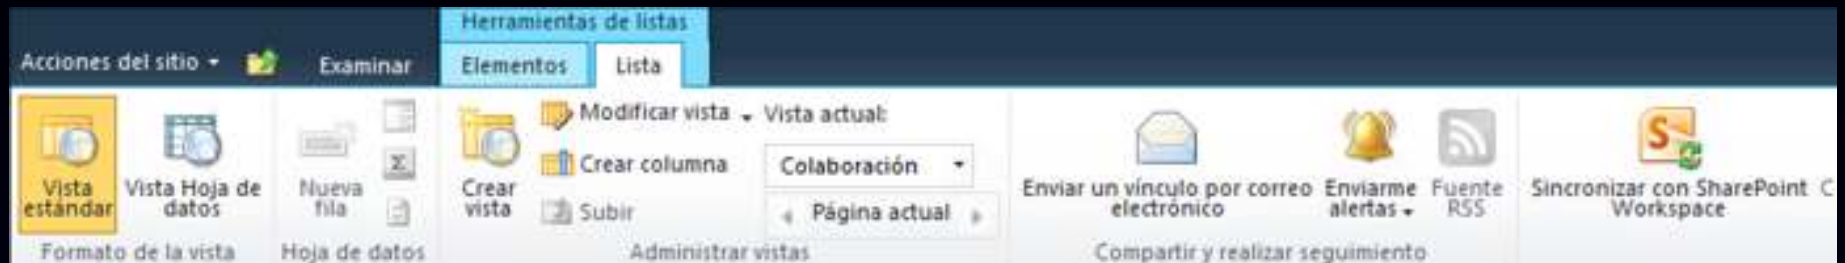 Herramientas de listas
Acciones del sitio
Examinar
Elementos
Lista
Vista
estándar
Vista Hoja de
datos
Formato de la vista
Nueva
fila
Hoja de datos
Crear
vista
Modificar vista
Crear columna
Subir
Vista actual:
Colaboración
Página actual
Administrar vistas
Enviar un vínculo por correo
electrónico
Enviarme
alertas
Fuente
RSS
Compartir y realizar seguimiento
Sincronizar con SharePoint
Workspace